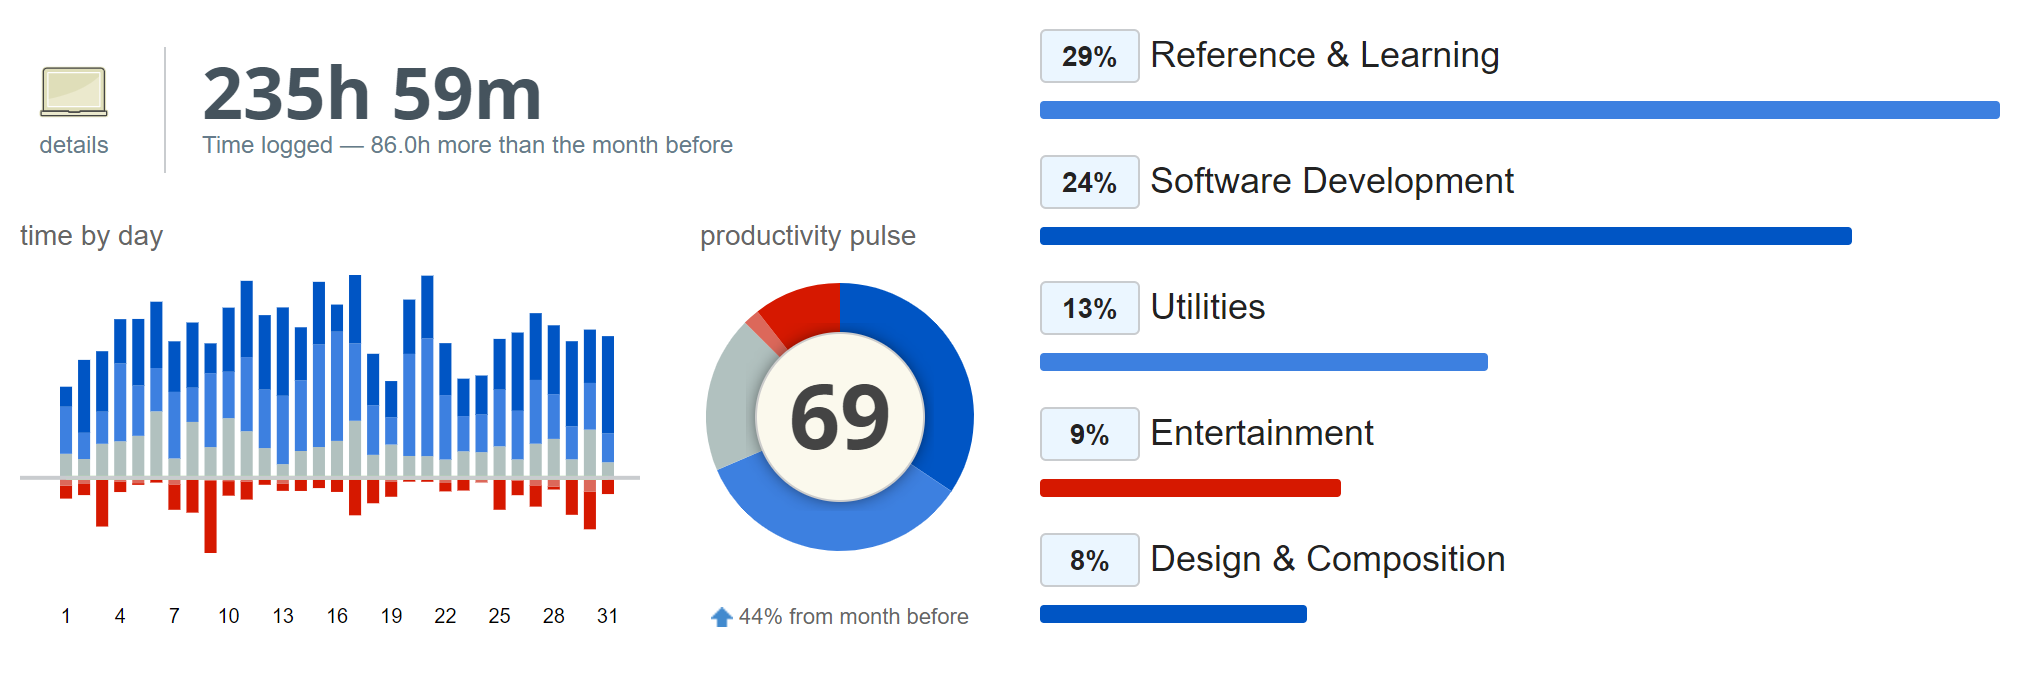 235h 59m
details
Time logged — 86.0h more than the month before
time by day
productivity pulse
69
1 4 7 10 13 16 19 22 25 28 31
44% from month before
29% Reference & Learning
24% Software Development
13% Utilities
9% Entertainment
8% Design & Composition